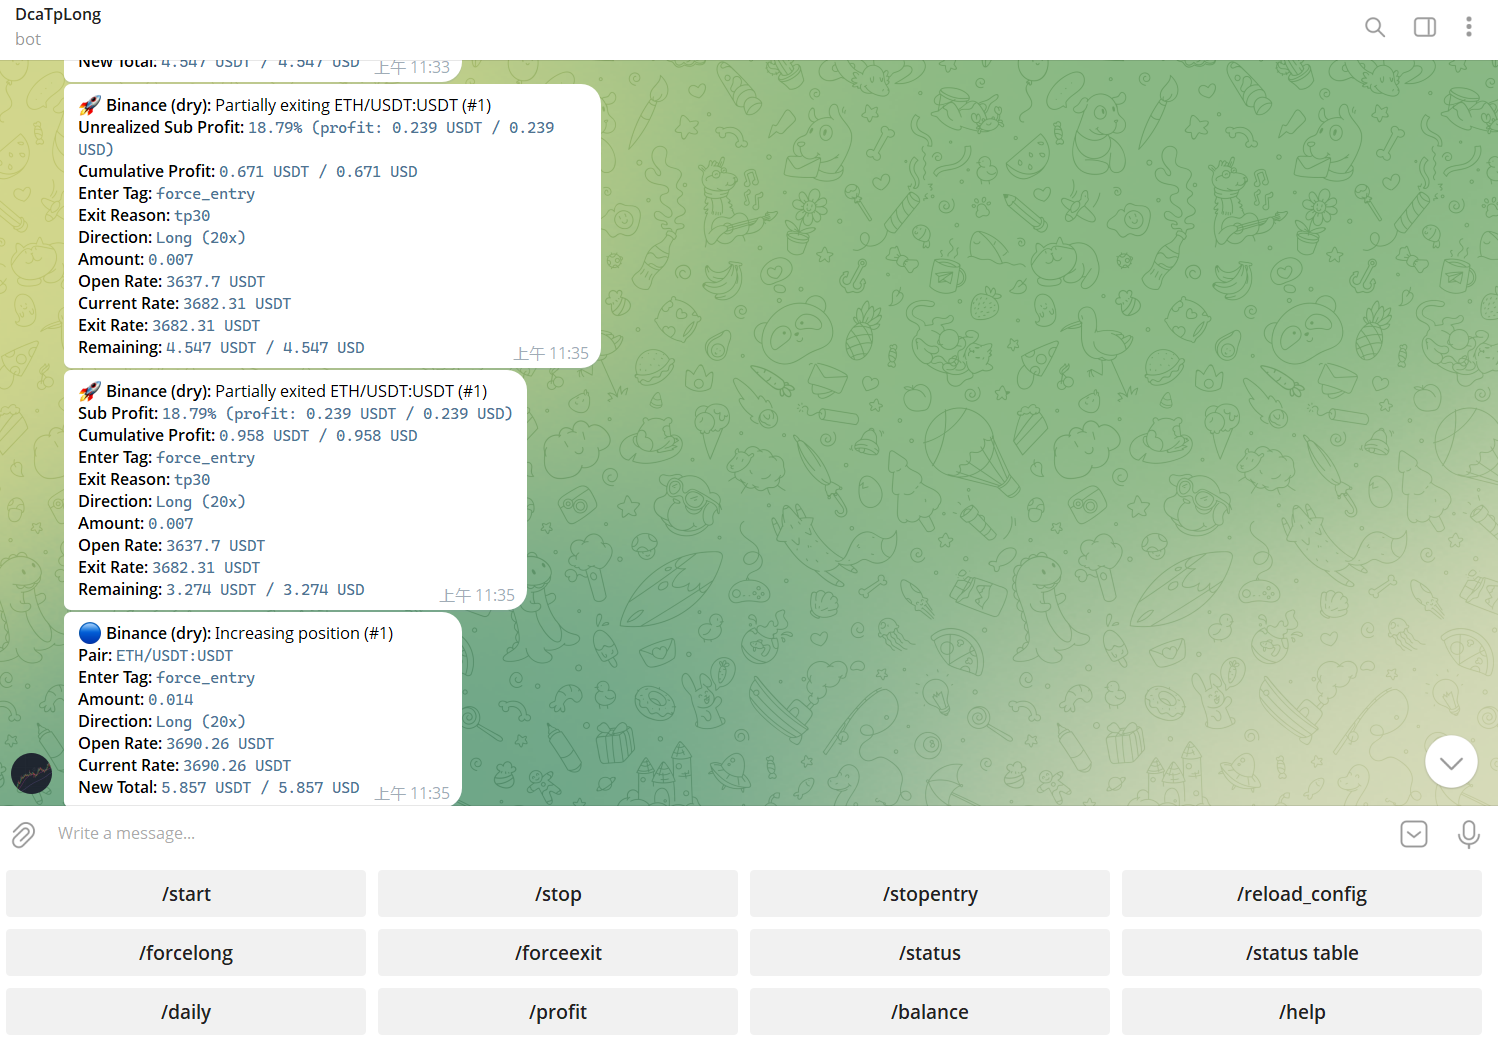 DcaTpLong
bot
New Total: 4.547 USDT / 4.547 USD
上午 11:33
🚀 Binance (dry): Partially exiting ETH/USDT:USDT (#1)
Unrealized Sub Profit: 18.79% (profit: 0.239 USDT / 0.239
USD)
Cumulative Profit: 0.671 USDT / 0.671 USD
Enter Tag: force_entry
Exit Reason: tp30
Direction: Long (20x)
Amount: 0.007
Open Rate: 3637.7 USDT
Current Rate: 3682.31 USDT
Exit Rate: 3682.31 USDT
Remaining: 4.547 USDT / 4.547 USD
上午 11:35
🚀 Binance (dry): Partially exited ETH/USDT:USDT (#1)
Sub Profit: 18.79% (profit: 0.239 USDT / 0.239 USD)
Cumulative Profit: 0.958 USDT / 0.958 USD
Enter Tag: force_entry
Exit Reason: tp30
Direction: Long (20x)
Amount: 0.007
Open Rate: 3637.7 USDT
Exit Rate: 3682.31 USDT
Remaining: 3.274 USDT / 3.274 USD
上午 11:35
🔵 Binance (dry): Increasing position (#1)
Pair: ETH/USDT:USDT
Enter Tag: force_entry
Amount: 0.014
Direction: Long (20x)
Open Rate: 3690.26 USDT
Current Rate: 3690.26 USDT
New Total: 5.857 USDT / 5.857 USD
上午 11:35
Write a message...
/start
/stop
/stopentry
/reload_config
/forcelong
/forceexit
/status
/status table
/daily
/profit
/balance
/help